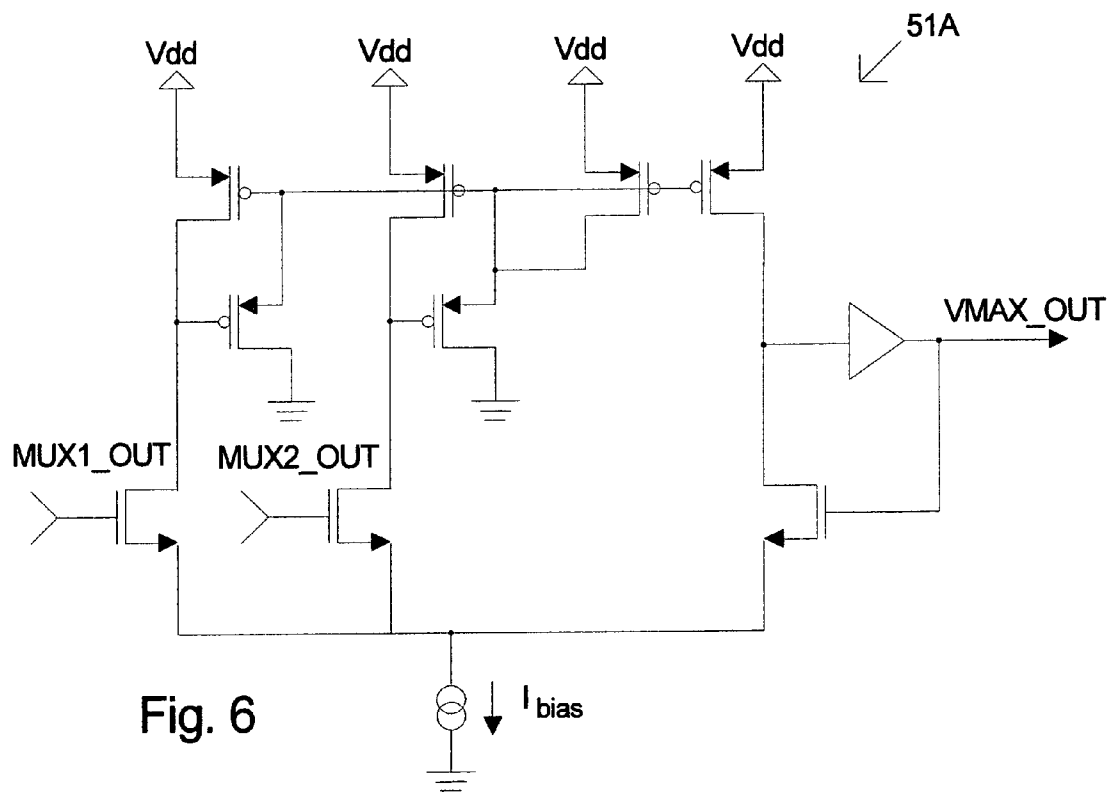 51A
Vdd Vdd Vdd Vdd
VMAX_OUT
MUX1_OUT MUX2_OUT
I bias
Fig. 6